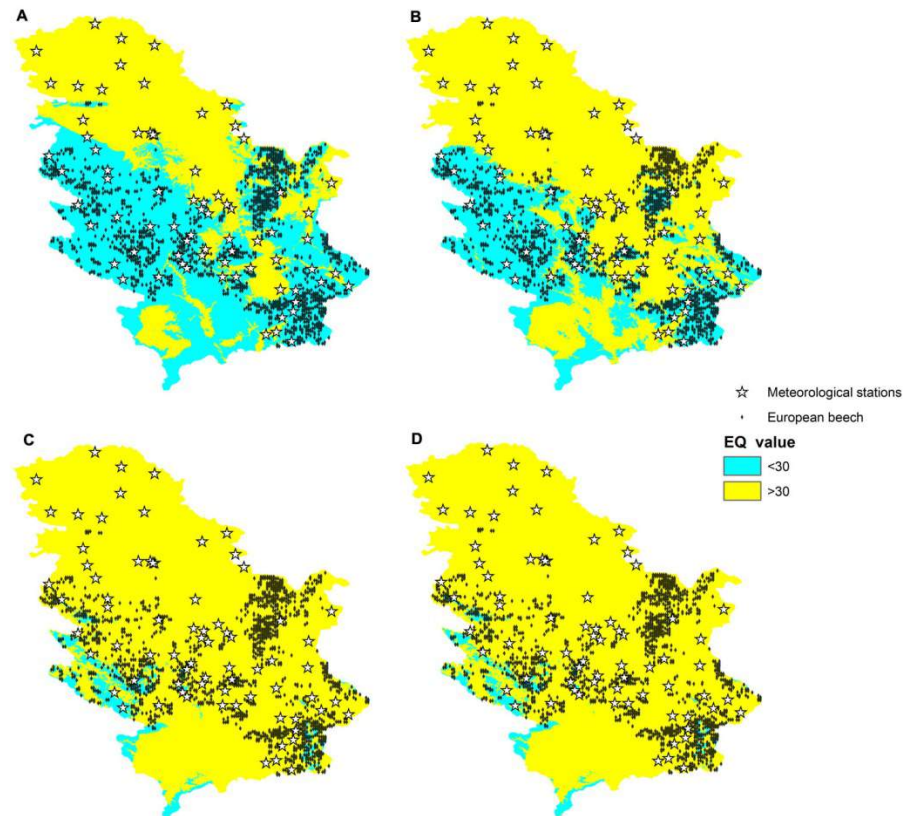 A
B
Meteorological stations
European beech
EQ value
<30
>30
C
D